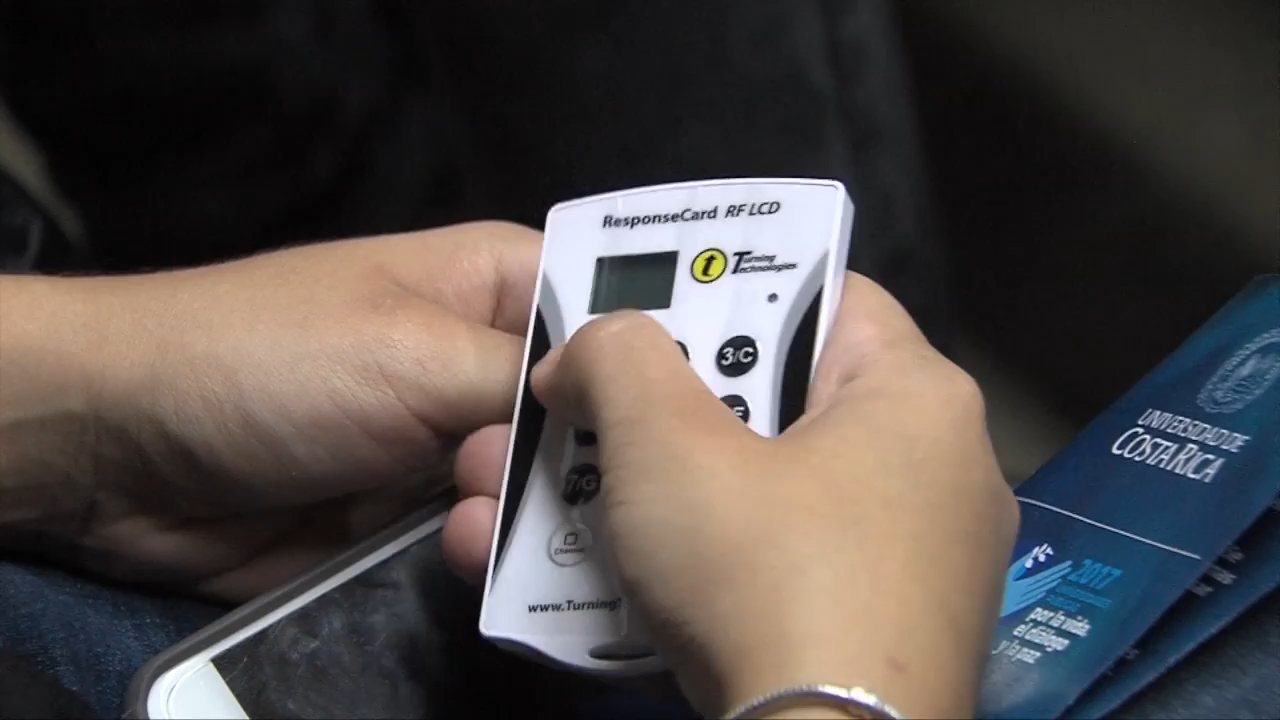 ResponseCard RF LCD
t Turning
Technologies
3/C
7/G
Channel
www.Turning
UNIVERSIDAD DE
COSTA RICA
2017
por la vida,
el diálogo
y la paz